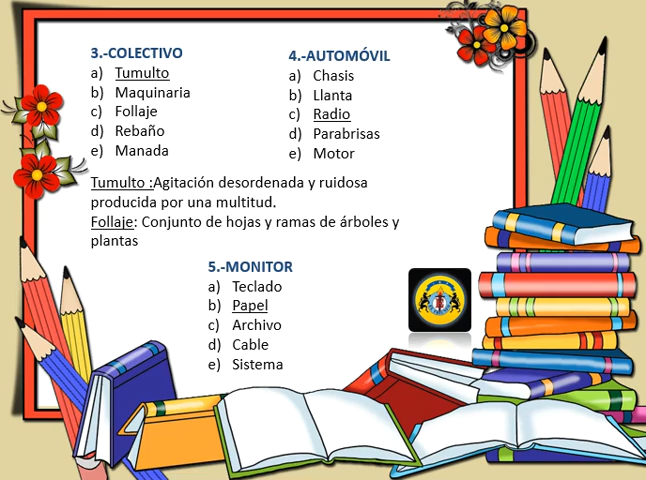 3.-COLECTIVO
a) Tumulto
b) Maquinaria
c) Follaje
d) Rebaño
e) Manada
4.-AUTOMÓVIL
a) Chasis
b) Llanta
c) Radio
d) Parabrisas
e) Motor
Tumulto :Agitación desordenada y ruidosa
producida por una multitud.
Follaje: Conjunto de hojas y ramas de árboles y
plantas
5.-MONITOR
a) Teclado
b) Papel
c) Archivo
d) Cable
e) Sistema